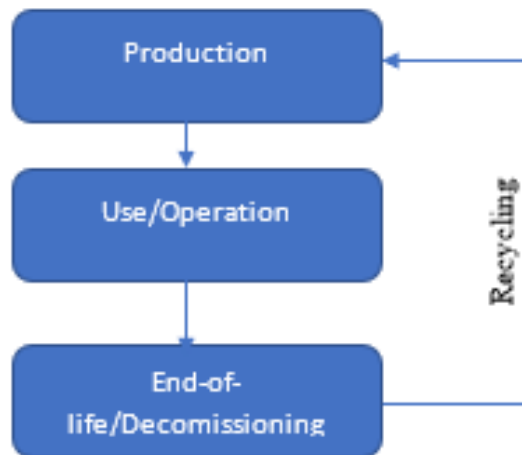 Production
Use/Operation
End-of-
life/Decomissioning
Recycling